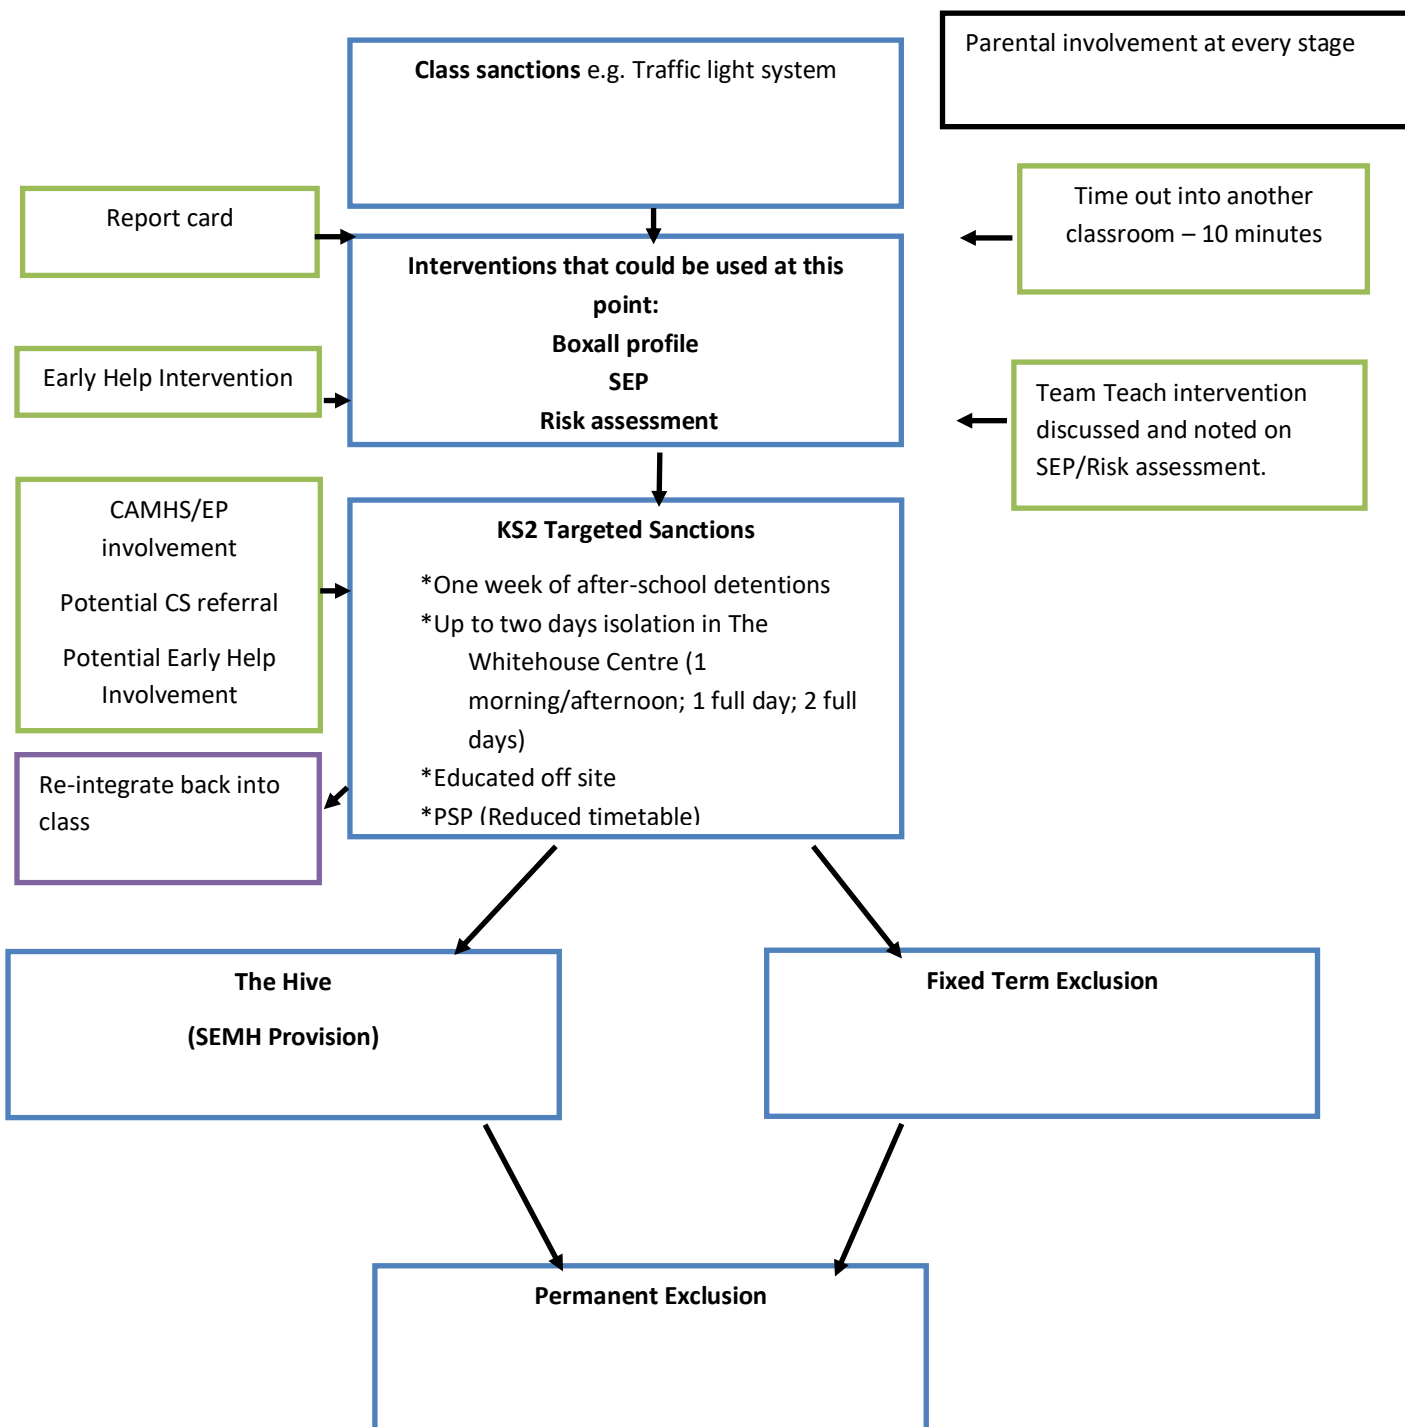 Parental involvement at every stage
Class sanctions e.g. Traffic light system
Report card
Time out into another
classroom – 10 minutes
Interventions that could be used at this
point:
Boxall profile
SEP
Risk assessment
Early Help Intervention
Team Teach intervention
discussed and noted on
SEP/Risk assessment.
CAMHS/EP
involvement
Potential CS referral
Potential Early Help
Involvement
KS2 Targeted Sanctions
*One week of after-school detentions
*Up to two days isolation in The
Whitehouse Centre (1
morning/afternoon; 1 full day; 2 full
days)
*Educated off site
*PSP (Reduced timetable)
Re-integrate back into
class
The Hive
(SEMH Provision)
Fixed Term Exclusion
Permanent Exclusion